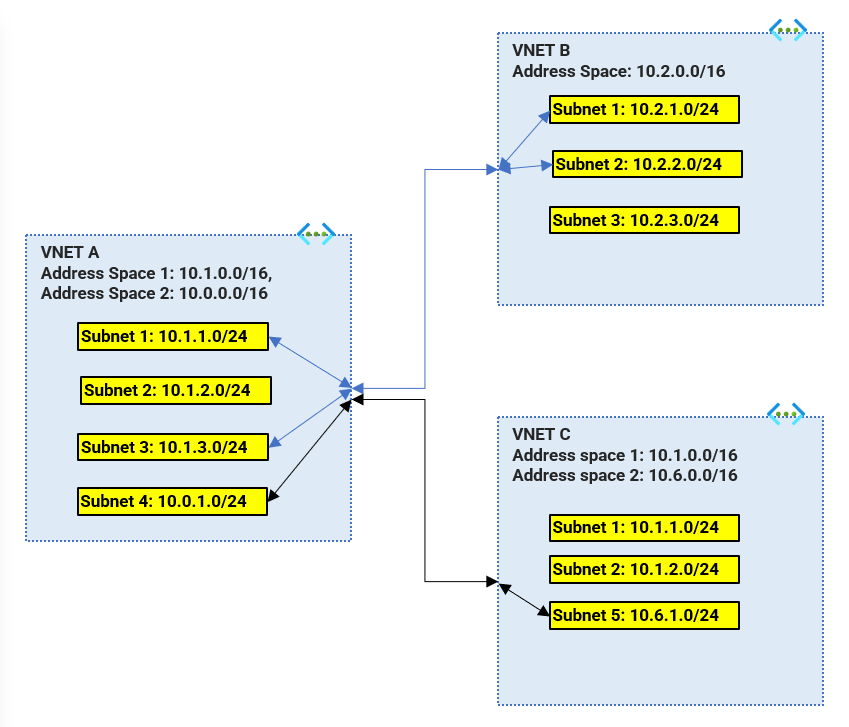 VNET B
Address Space: 10.2.0.0/16
Subnet 1: 10.2.1.0/24
Subnet 2: 10.2.2.0/24
Subnet 3: 10.2.3.0/24
VNET A
Address Space 1: 10.1.0.0/16,
Address Space 2: 10.0.0.0/16
Subnet 1: 10.1.1.0/24
Subnet 2: 10.1.2.0/24
Subnet 3: 10.1.3.0/24
Subnet 4: 10.0.1.0/24
VNET C
Address space 1: 10.1.0.0/16
Address space 2: 10.6.0.0/16
Subnet 1: 10.1.1.0/24
Subnet 2: 10.1.2.0/24
Subnet 5: 10.6.1.0/24